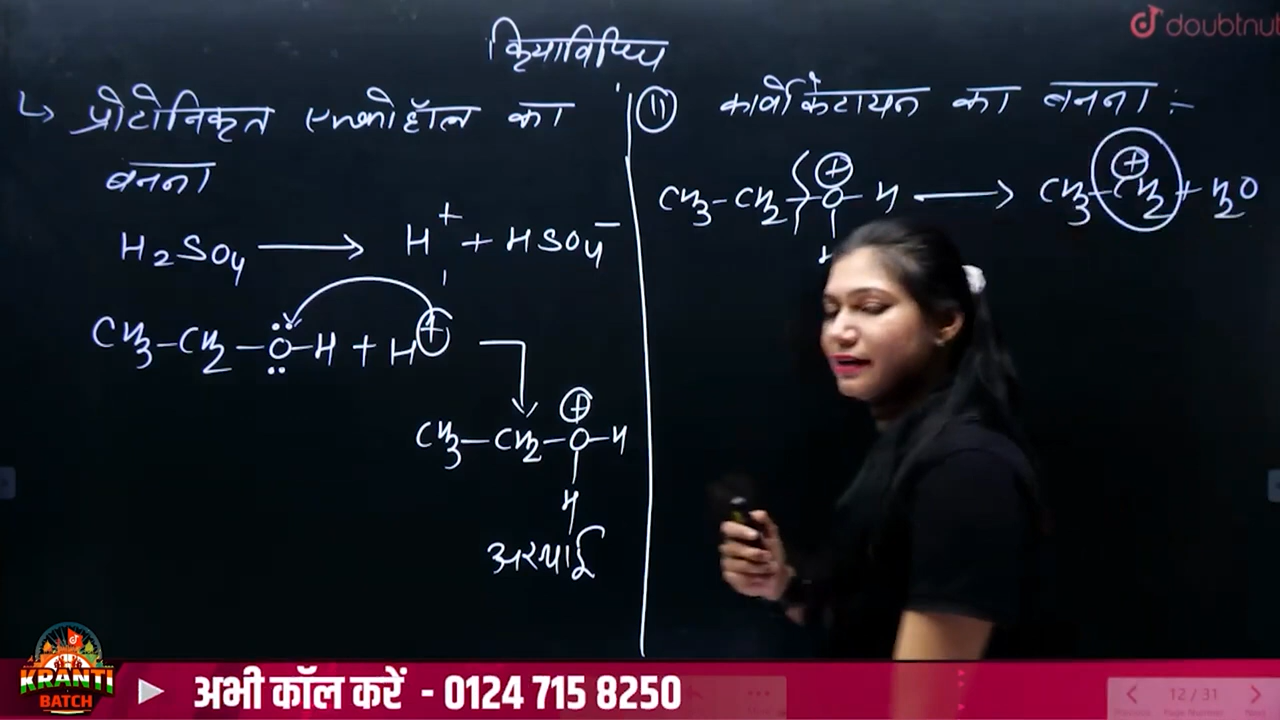 doubtnut
क्रियाविधि
↳ प्रोटोनिकृत एल्कोहॉल का
बनना
H₂SO₄ ⟶ H⁺ + HSO₄⁻
CH₃–CH₂–O–H + H⊕
⊕
CH₃–CH₂–O–H
H
अस्थाई
(ii) कार्बोकेटायन का बनना :-
⊕ ⊕
CH₃–CH₂–O–H ⟶ CH₃–CH₂ + H₂O
H
KRANTI
BATCH
अभी कॉल करें - 0124 715 8250
12 / 31